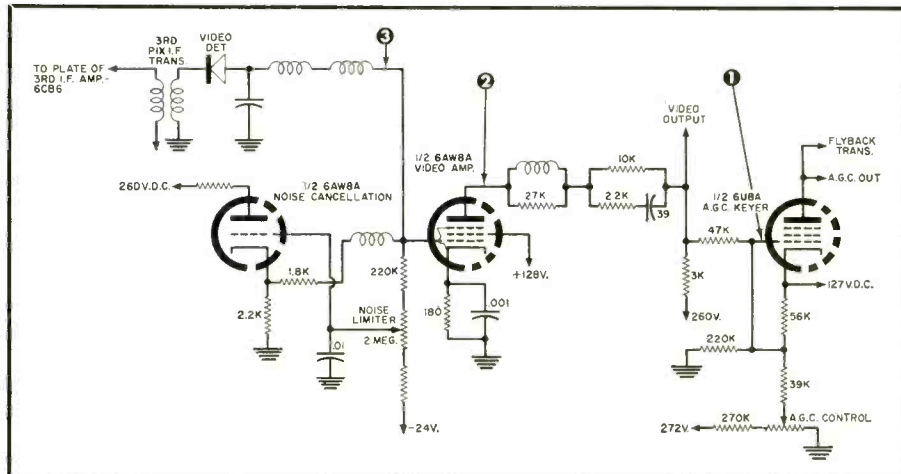 3RD
PIX I.F.
TRANS.
VIDEO
DET
TO PLATE OF
3RD I.F. AMP.-
6CB6
3
2
1
VIDEO
OUTPUT
FLYBACK
TRANS.
A.G.C. OUT
260V.D.C.
1/2 6AW8A
NOISE CANCELLATION
1/2 6AW8A
VIDEO AMP.
10K
27K
2.2K
39
1/2 6U8A
A.G.C. KEYER
47K
1.8K
220K
+128V.
3K
127V.D.C.
2.2K
NOISE
LIMITER
2 MEG.
180
.001
260V.
56K
.01
220K
39K
-24V.
272V.
270K
A.G.C. CONTROL